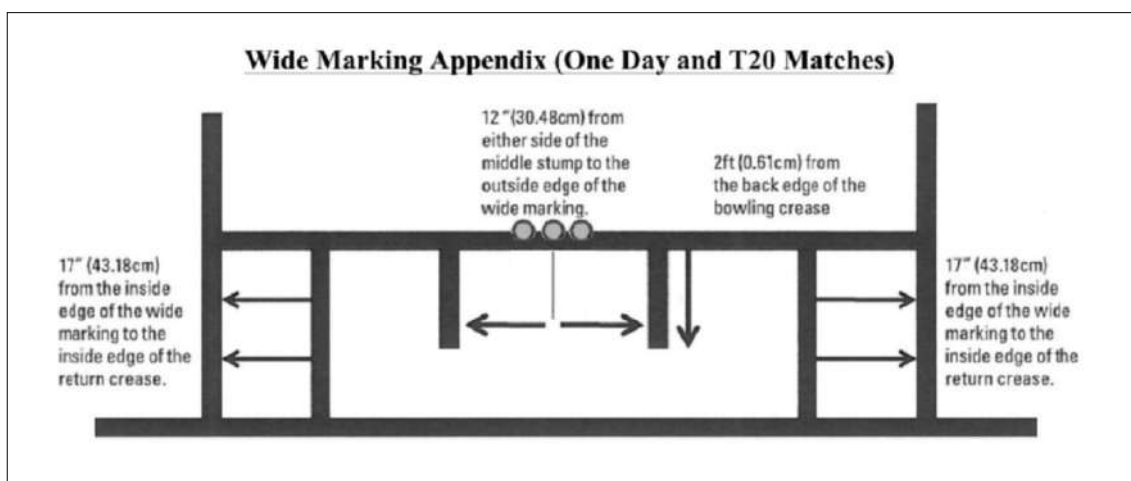 Wide Marking Appendix (One Day and T20 Matches)
12"(30.48cm) from
either side of the
middle stump to the
outside edge of the
wide marking.
2ft (0.61cm) from
the back edge of the
bowling crease
17" (43.18cm)
from the inside
edge of the wide
marking to the
inside edge of the
return crease.
17" (43.18cm)
from the inside
edge of the wide
marking to the
inside edge of the
return crease.